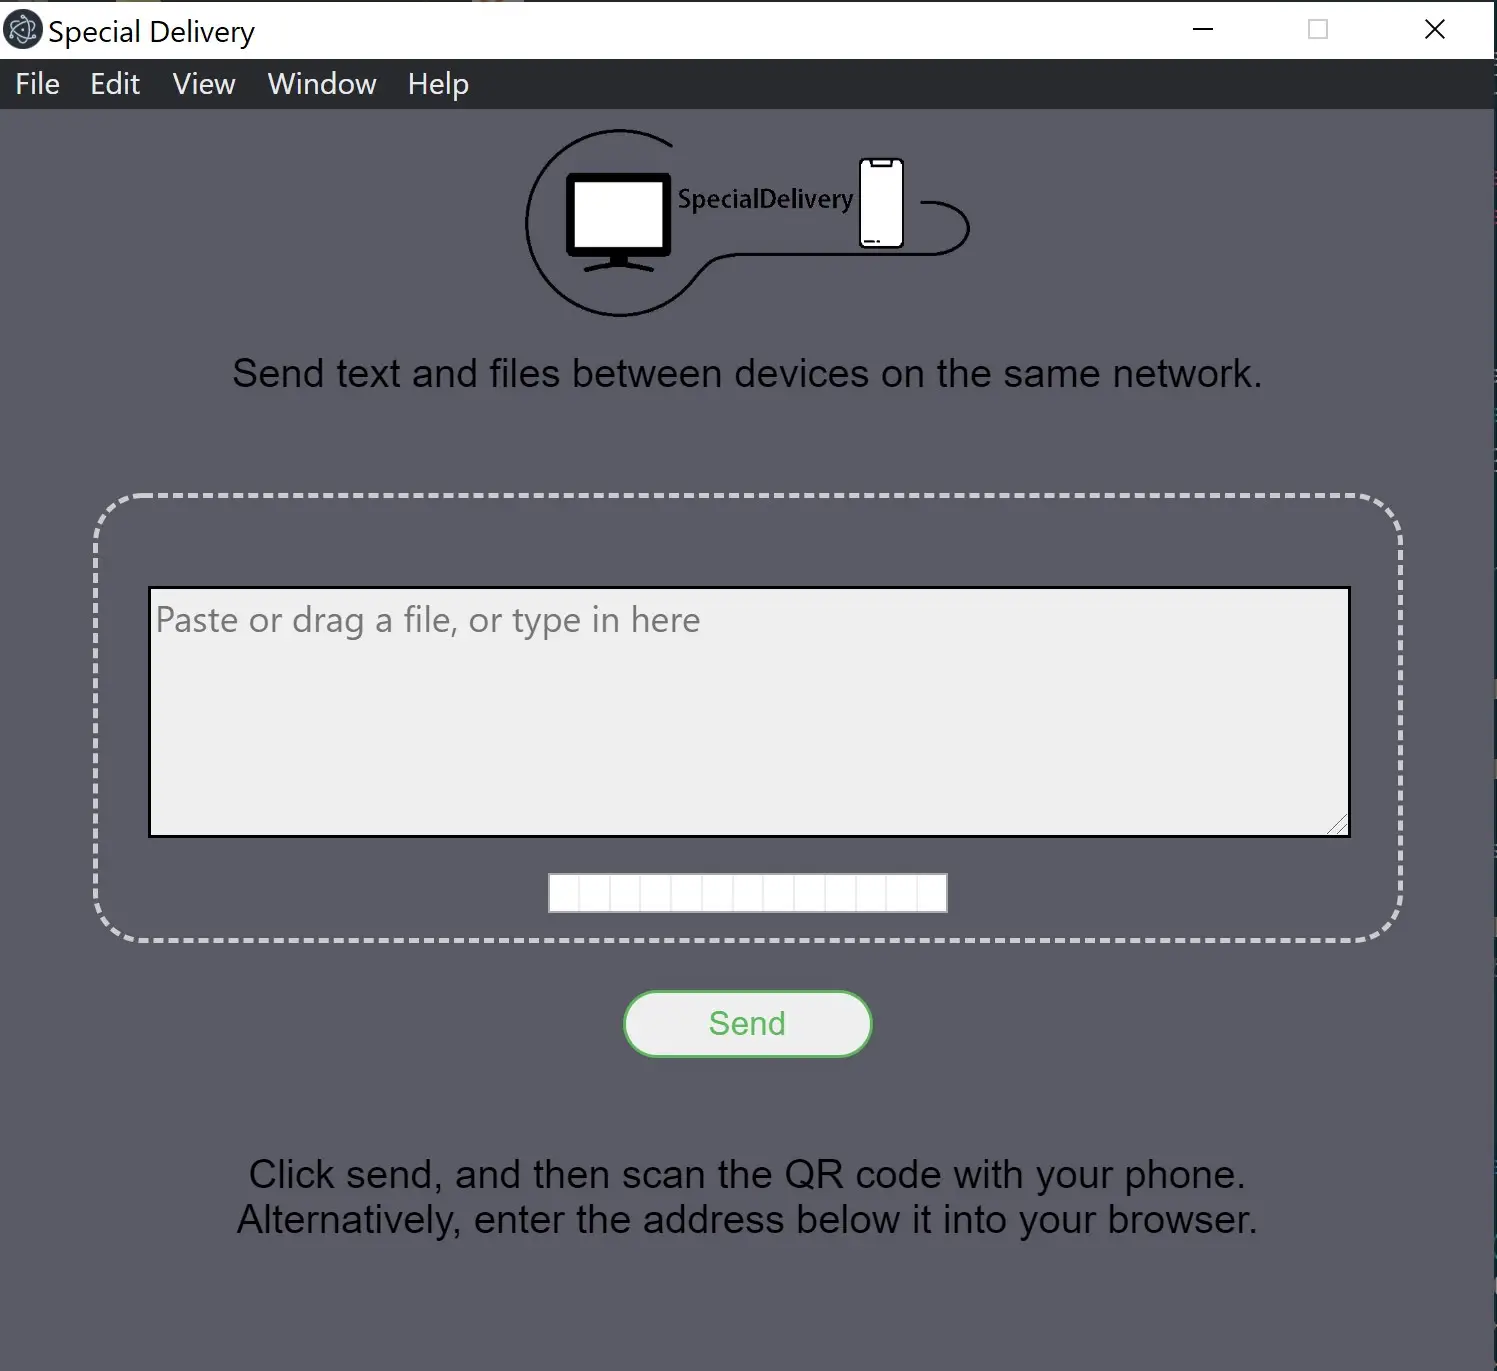 Special Delivery
File Edit View Window Help
SpecialDelivery
Send text and files between devices on the same network.
Paste or drag a file, or type in here
Send
Click send, and then scan the QR code with your phone.
Alternatively, enter the address below it into your browser.